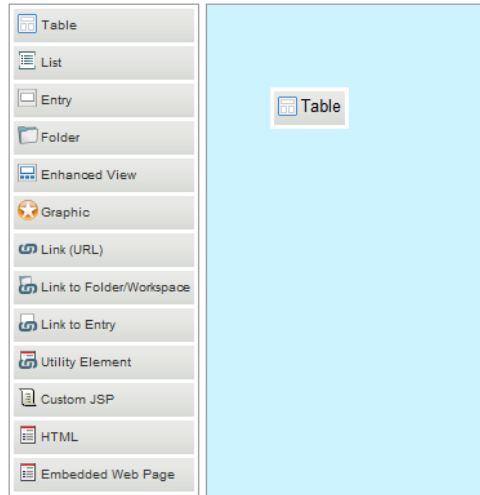 Table
List
Entry
Folder
Enhanced View
Graphic
Link (URL)
Link to Folder/Workspace
Link to Entry
Utility Element
Custom JSP
HTML
Embedded Web Page
Table